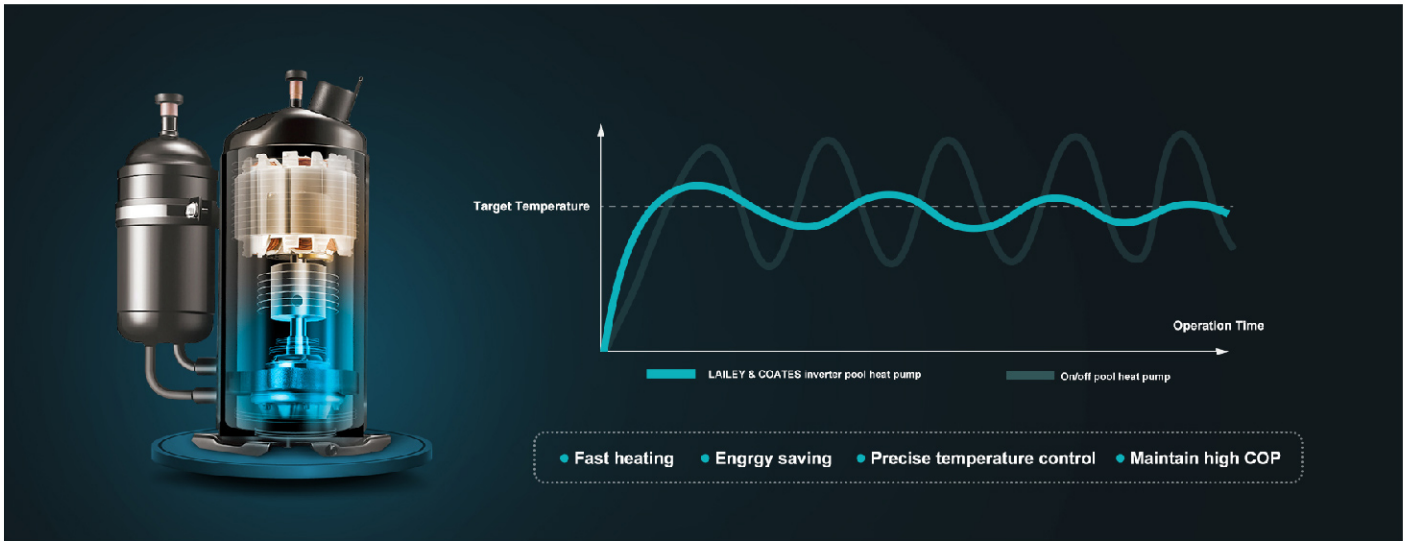 Target Temperature
Operation Time
LAILEY & COATES inverter pool heat pump
On/off pool heat pump
Fast heating
Engrgy saving
Precise temperature control
Maintain high COP